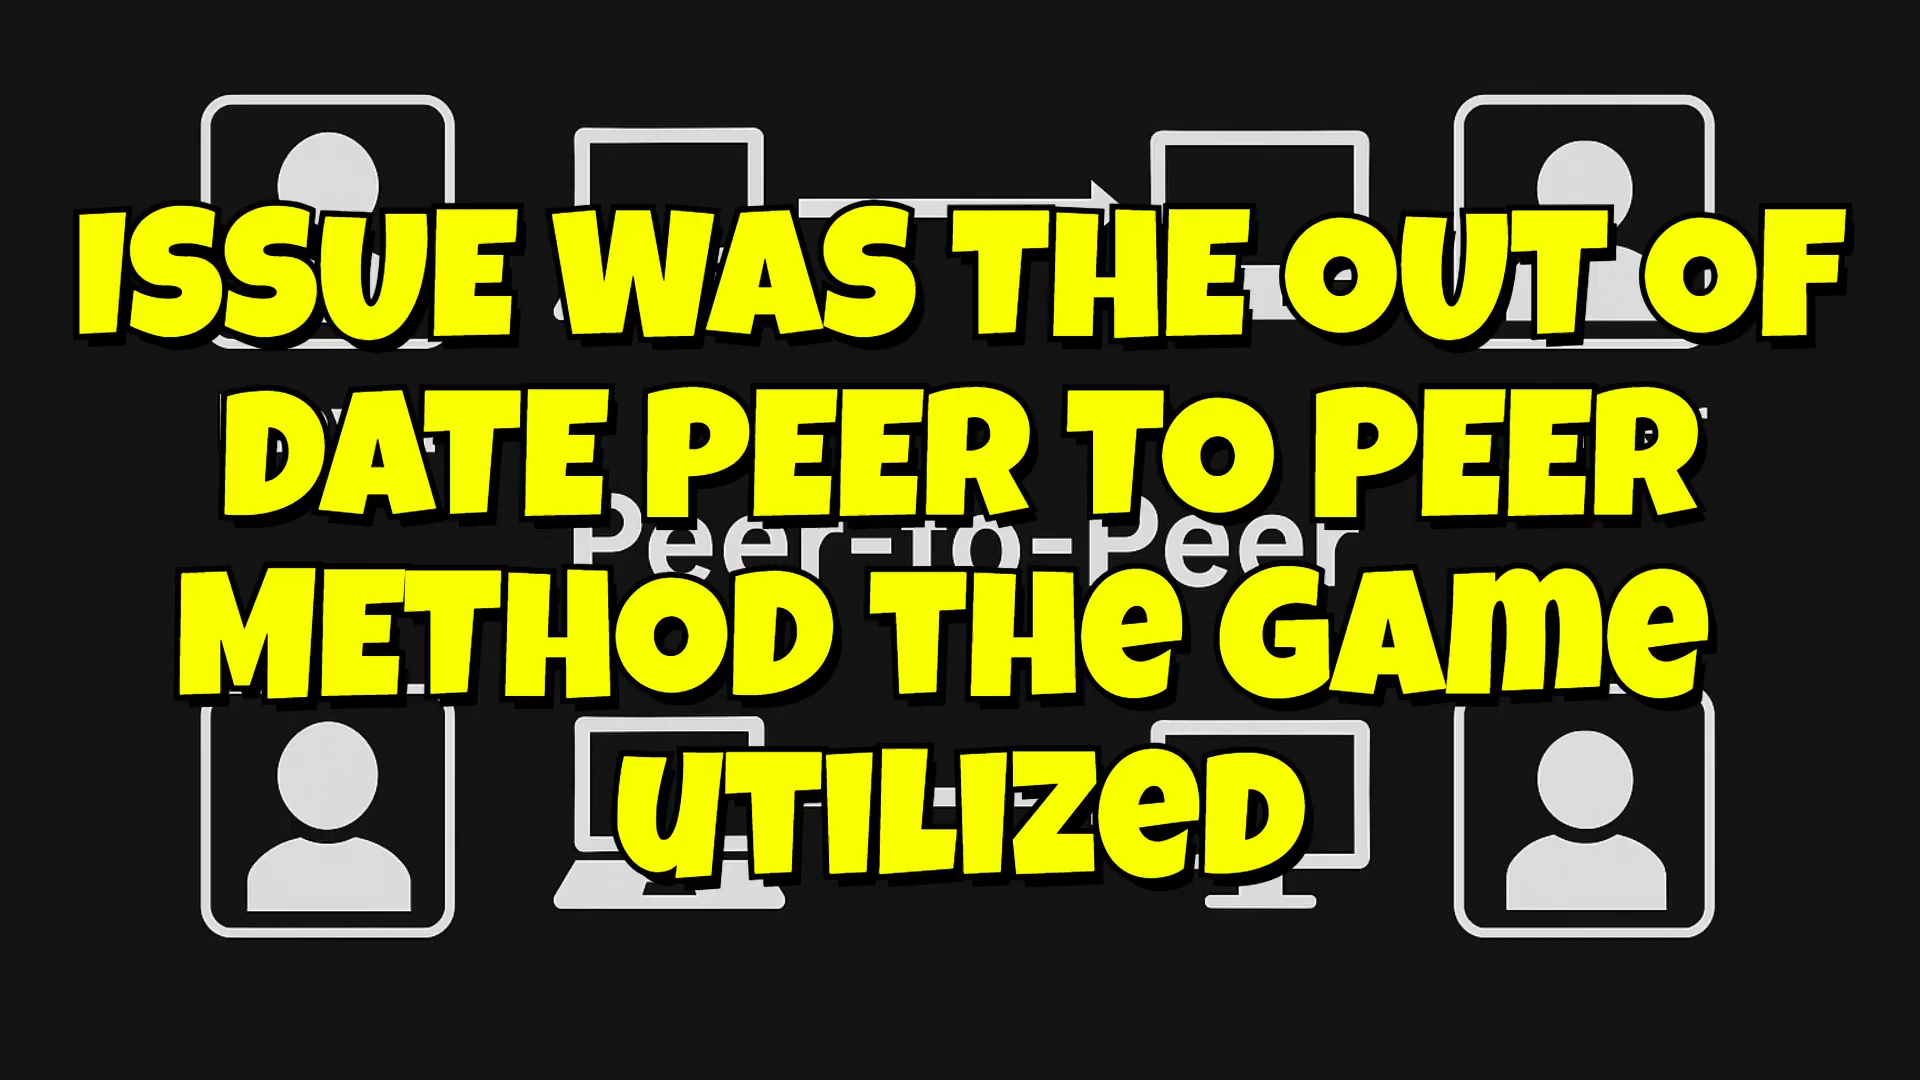 ISSUE WAS THE OUT OF
DATE PEER TO PEER
Peer-to-Peer
METHOD THe GAme
uTILIZeD